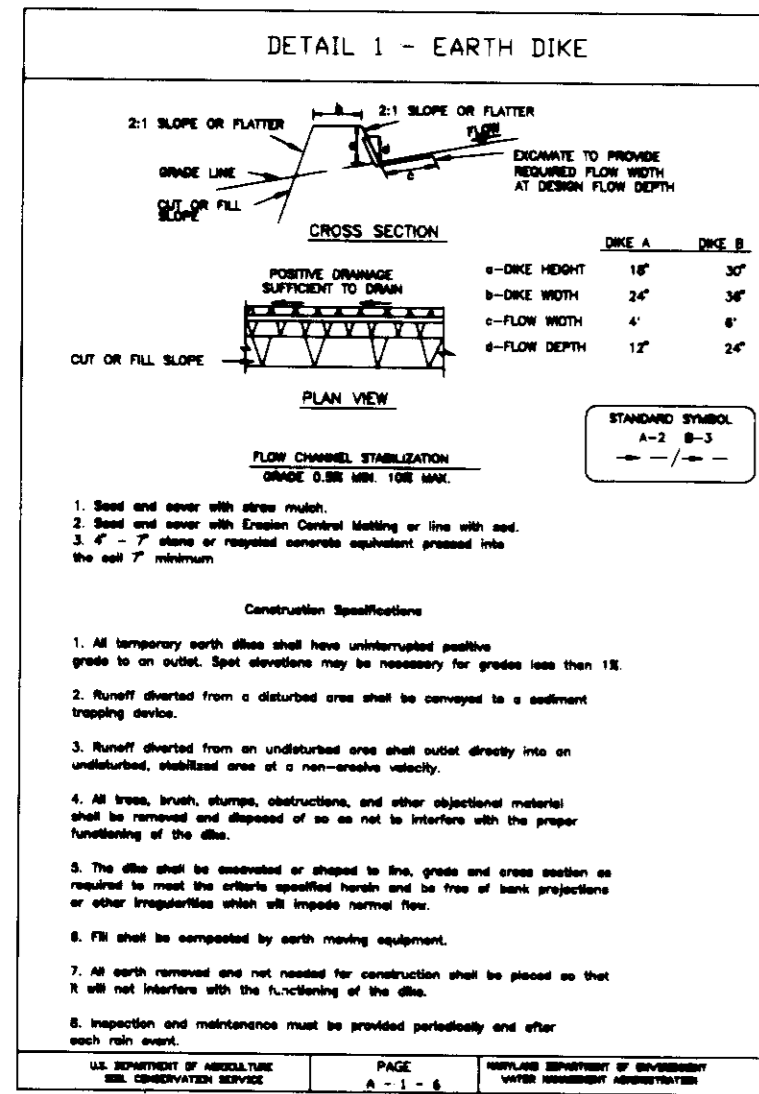 DETAIL 1 - EARTH DIKE
b
2:1 SLOPE OR FLATTER
2:1 SLOPE OR FLATTER
FLOW
a
d
c
GRADE LINE
EXCAVATE TO PROVIDE
REQUIRED FLOW WIDTH
AT DESIGN FLOW DEPTH
CUT OR FILL
SLOPE
CROSS SECTION
DIKE A DIKE B
a-DIKE HEIGHT 18" 30"
b-DIKE WIDTH 24" 36"
c-FLOW WIDTH 4' 6'
d-FLOW DEPTH 12" 24"
POSITIVE DRAINAGE
SUFFICIENT TO DRAIN
CUT OR FILL SLOPE
PLAN VIEW
STANDARD SYMBOL
A-2 B-3
FLOW CHANNEL STABILIZATION
GRADE 0.5% MIN. 10% MAX.
1. Seed and cover with straw mulch.
2. Seed and cover with Erosion Control Matting or line with sod.
3. 4" - 7" stone or recycled concrete equivalent pressed into
the soil 7" minimum
Construction Specifications
1. All temporary earth dikes shall have uninterrupted positive
grade to an outlet. Spot elevations may be necessary for grades less than 1%.
2. Runoff diverted from a disturbed area shall be conveyed to a sediment
trapping device.
3. Runoff diverted from an undisturbed area shall outlet directly into an
undisturbed, stabilized area at a non-erosive velocity.
4. All trees, brush, stumps, obstructions, and other objectional material
shall be removed and disposed of so as not to interfere with the proper
functioning of the dike.
5. The dike shall be excavated or shaped to line, grade and cross section as
required to meet the criteria specified herein and be free of bank projections
or other irregularities which will impede normal flow.
6. Fill shall be compacted by earth moving equipment.
7. All earth removed and not needed for construction shall be placed so that
it will not interfere with the functioning of the dike.
8. Inspection and maintenance must be provided periodically and after
each rain event.
U.S. DEPARTMENT OF AGRICULTURE
SOIL CONSERVATION SERVICE
PAGE
A - 1 - 6
MARYLAND DEPARTMENT OF ENVIRONMENT
WATER MANAGEMENT ADMINISTRATION